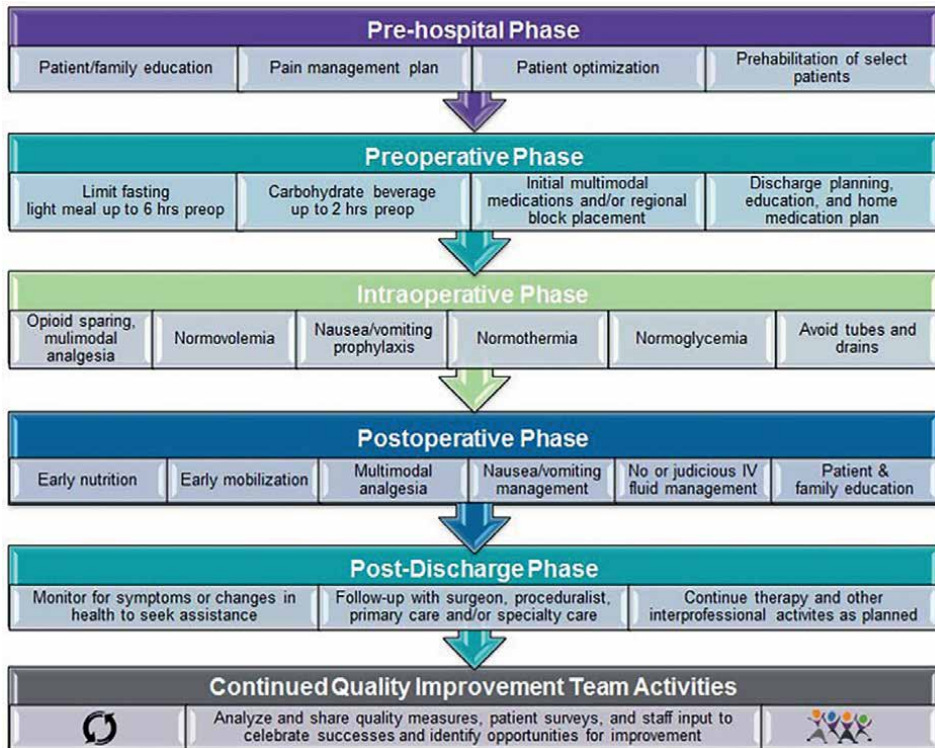 Pre-hospital Phase
Patient/family education
Pain management plan
Patient optimization
Prehabilitation of select
patients
Preoperative Phase
Limit fasting
light meal up to 6 hrs preop
Carbohydrate beverage
up to 2 hrs preop
Initial multimodal
medications and/or regional
block placement
Discharge planning,
education, and home
medication plan
Intraoperative Phase
Opioid sparing,
mulimodal
analgesia
Normovolemia
Nausea/vomiting
prophylaxis
Normothermia
Normoglycemia
Avoid tubes and
drains
Postoperative Phase
Early nutrition
Early mobilization
Multimodal
analgesia
Nausea/vomiting
management
No or judicious IV
fluid management
Patient &
family education
Post-Discharge Phase
Monitor for symptoms or changes in
health to seek assistance
Follow-up with surgeon, proceduralist,
primary care and/or specialty care
Continue therapy and other
interprofessional activites as planned
Continued Quality Improvement Team Activities
Analyze and share quality measures, patient surveys, and staff input to
celebrate successes and identify opportunities for improvement